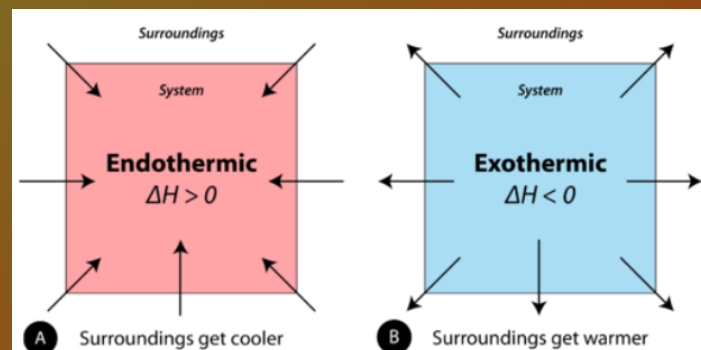 Surroundings
System
Endothermic
ΔH > 0
A Surroundings get cooler
Surroundings
System
Exothermic
ΔH < 0
B Surroundings get warmer